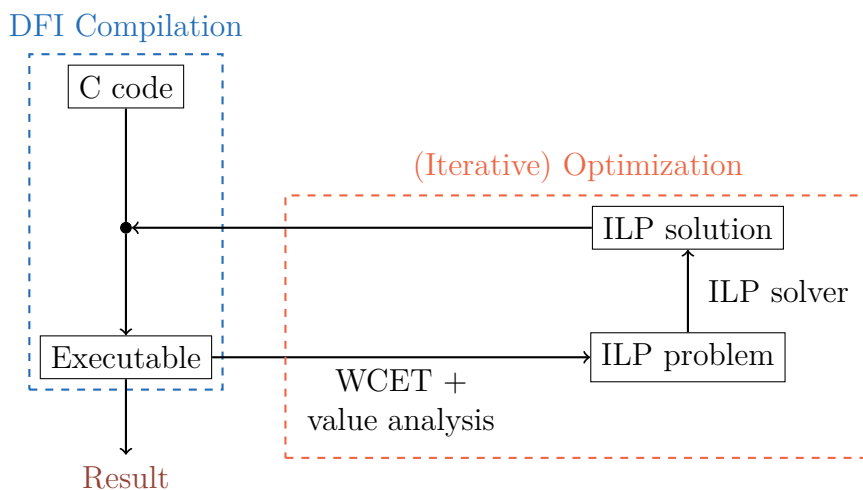 DFI Compilation
C code
(Iterative) Optimization
ILP solution
ILP solver
Executable
ILP problem
WCET +
value analysis
Result